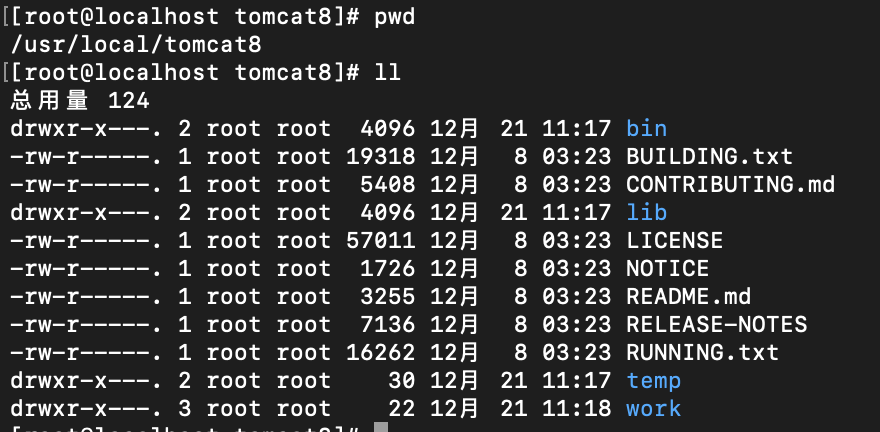 [[root@localhost tomcat8]# pwd
/usr/local/tomcat8
[[root@localhost tomcat8]# ll
总用量 124
drwxr-x---. 2 root root  4096 12月  21 11:17 bin
-rw-r-----. 1 root root 19318 12月   8 03:23 BUILDING.txt
-rw-r-----. 1 root root  5408 12月   8 03:23 CONTRIBUTING.md
drwxr-x---. 2 root root  4096 12月  21 11:17 lib
-rw-r-----. 1 root root 57011 12月   8 03:23 LICENSE
-rw-r-----. 1 root root  1726 12月   8 03:23 NOTICE
-rw-r-----. 1 root root  3255 12月   8 03:23 README.md
-rw-r-----. 1 root root  7136 12月   8 03:23 RELEASE-NOTES
-rw-r-----. 1 root root 16262 12月   8 03:23 RUNNING.txt
drwxr-x---. 2 root root    30 12月  21 11:17 temp
drwxr-x---. 3 root root    22 12月  21 11:18 work
[root@localhost tomcat8]#